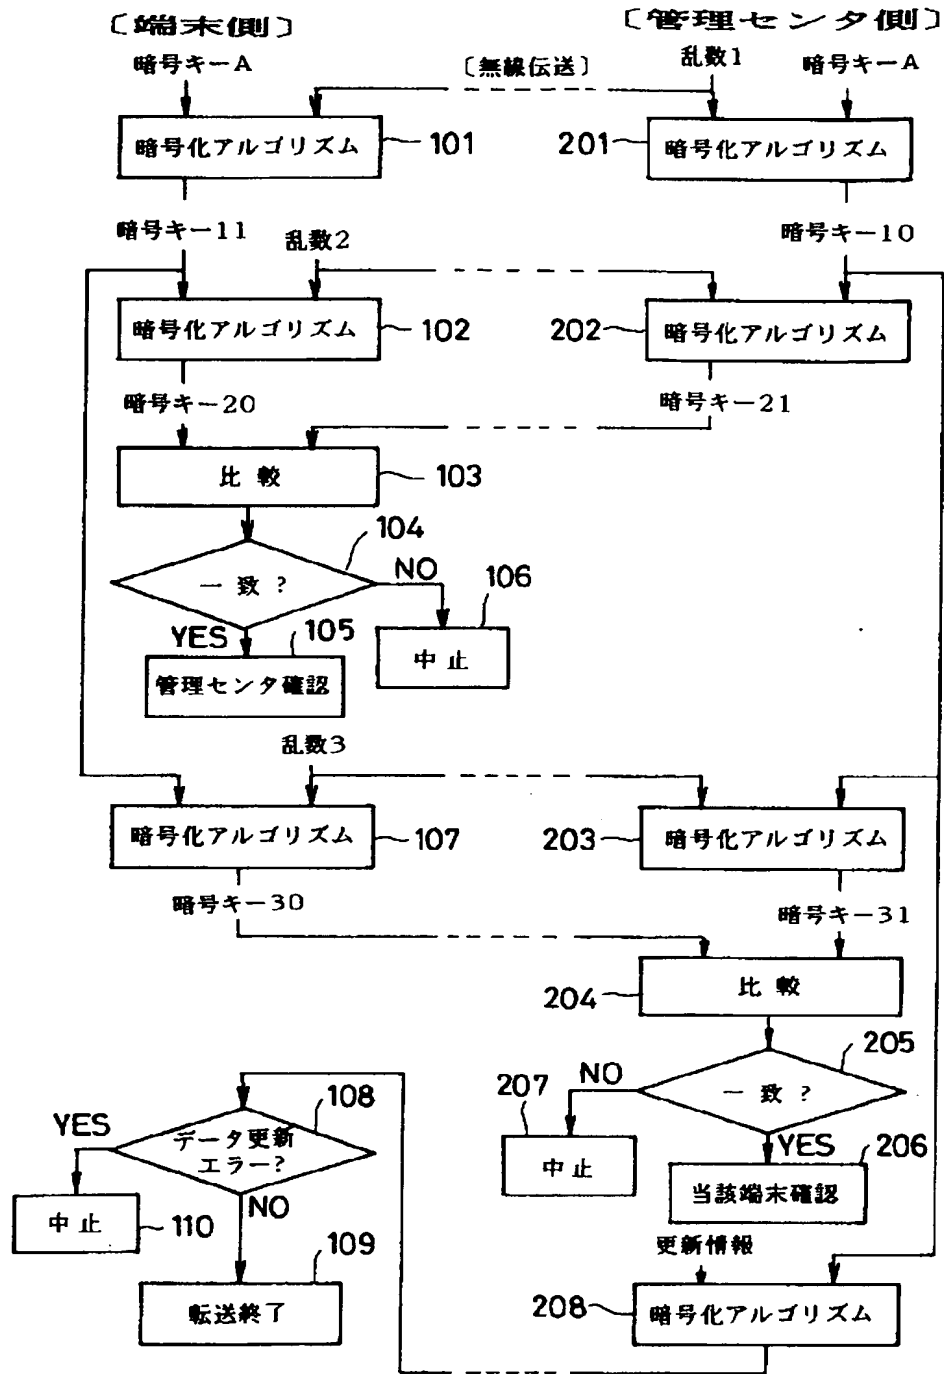 〔端末側〕
〔管理センタ側〕
暗号キーA
〔無線伝送〕
乱数1
暗号キーA
暗号化アルゴリズム
101
201
暗号化アルゴリズム
暗号キー11
乱数2
暗号キー10
暗号化アルゴリズム
102
202
暗号化アルゴリズム
暗号キー20
暗号キー21
比較
103
104
一致?
NO
106
YES
105
中止
管理センタ確認
乱数3
暗号化アルゴリズム
107
203
暗号化アルゴリズム
暗号キー30
暗号キー31
204
比較
205
207
NO
一致?
108
YES
データ更新
エラー?
YES
206
中止
当該端末確認
中止
110
NO
更新情報
109
転送終了
208
暗号化アルゴリズム